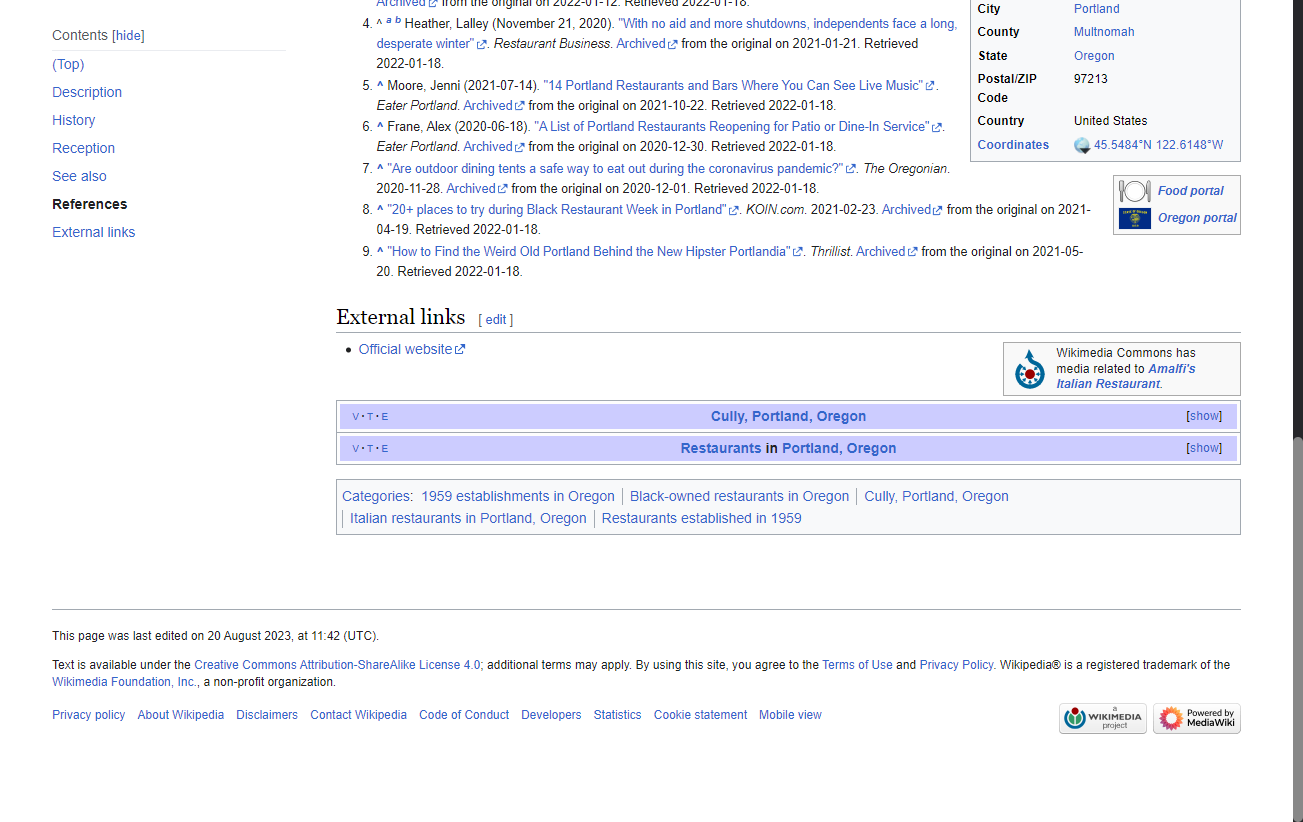 Contents [hide]
(Top)
Description
History
Reception
See also
References
External links
Archived from the original on 2022-01-12. Retrieved 2022-01-18.
4. ^ a b Heather, Lalley (November 21, 2020). "With no aid and more shutdowns, independents face a long,
desperate winter". Restaurant Business. Archived from the original on 2021-01-21. Retrieved
2022-01-18.
5. ^ Moore, Jenni (2021-07-14). "14 Portland Restaurants and Bars Where You Can See Live Music".
Eater Portland. Archived from the original on 2021-10-22. Retrieved 2022-01-18.
6. ^ Frane, Alex (2020-06-18). "A List of Portland Restaurants Reopening for Patio or Dine-In Service".
Eater Portland. Archived from the original on 2020-12-30. Retrieved 2022-01-18.
7. ^ "Are outdoor dining tents a safe way to eat out during the coronavirus pandemic?". The Oregonian.
2020-11-28. Archived from the original on 2020-12-01. Retrieved 2022-01-18.
8. ^ "20+ places to try during Black Restaurant Week in Portland". KOIN.com. 2021-02-23. Archived from the original on 2021-
04-19. Retrieved 2022-01-18.
9. ^ "How to Find the Weird Old Portland Behind the New Hipster Portlandia". Thrillist. Archived from the original on 2021-05-
20. Retrieved 2022-01-18.
City Portland
County Multnomah
State Oregon
Postal/ZIP 97213
Code
Country United States
Coordinates 45.5484°N 122.6148°W
Food portal
Oregon portal
External links [ edit ]
• Official website
Wikimedia Commons has
media related to Amalfi's
Italian Restaurant.
V · T · E Cully, Portland, Oregon [show]
V · T · E Restaurants in Portland, Oregon [show]
Categories: 1959 establishments in Oregon | Black-owned restaurants in Oregon | Cully, Portland, Oregon
| Italian restaurants in Portland, Oregon | Restaurants established in 1959
This page was last edited on 20 August 2023, at 11:42 (UTC).
Text is available under the Creative Commons Attribution-ShareAlike License 4.0; additional terms may apply. By using this site, you agree to the Terms of Use and Privacy Policy. Wikipedia® is a registered trademark of the
Wikimedia Foundation, Inc., a non-profit organization.
Privacy policy About Wikipedia Disclaimers Contact Wikipedia Code of Conduct Developers Statistics Cookie statement Mobile view
a
WIKIMEDIA
project
Powered by
MediaWiki